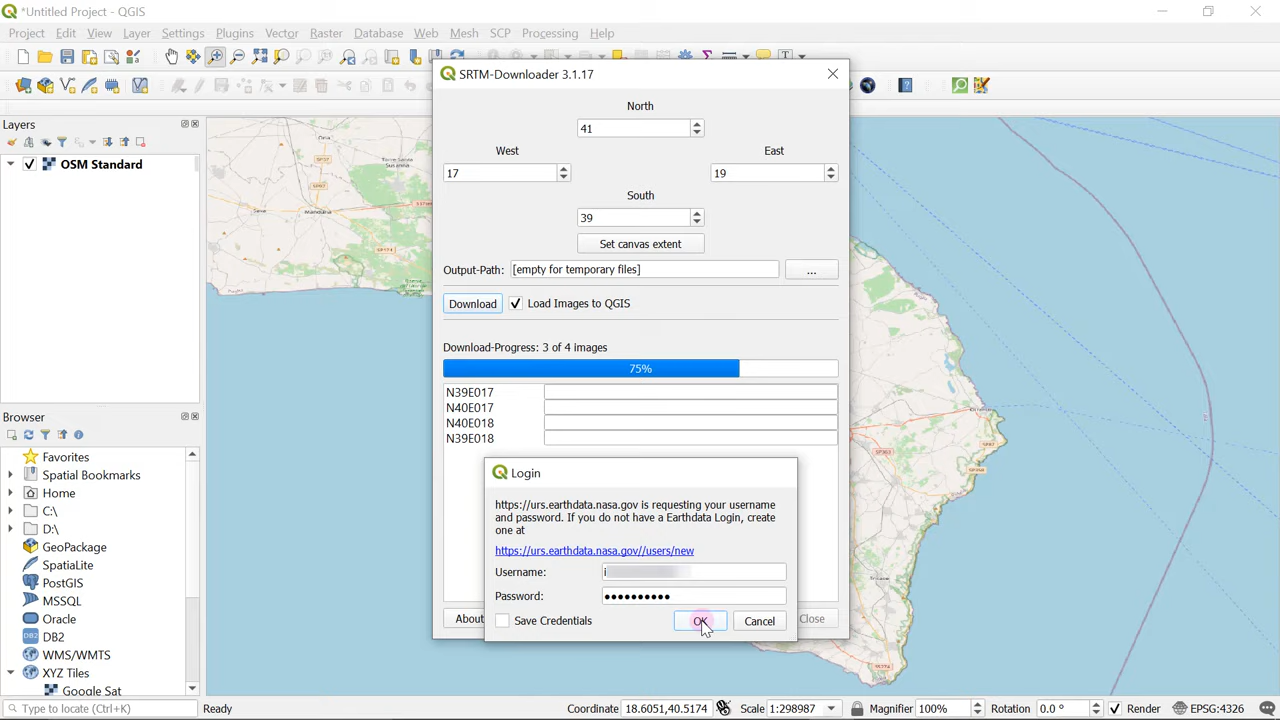 *Untitled Project - QGIS
Project Edit View Layer Settings Plugins Vector Raster Database Web Mesh SCP Processing Help
SRTM-Downloader 3.1.17
North
41
West
East
17
19
South
39
Set canvas extent
Output-Path: [empty for temporary files] ...
Download Load Images to QGIS
Download-Progress: 3 of 4 images
75%
N39E017
N40E017
N40E018
N39E018
Login
https://urs.earthdata.nasa.gov is requesting your username
and password. If you do not have a Earthdata Login, create
one at
https://urs.earthdata.nasa.gov//users/new
Username: i
Password: ●●●●●●●●●●
Save Credentials OK Cancel
About
Close
Layers
OSM Standard
Browser
Favorites
Spatial Bookmarks
Home
C:\
D:\
GeoPackage
SpatiaLite
PostGIS
MSSQL
Oracle
DB2 DB2
WMS/WMTS
XYZ Tiles
Google Sat
Manduria
Type to locate (Ctrl+K) Ready Coordinate 18.6051,40.5174 Scale 1:298987 Magnifier 100% Rotation 0.0 ° Render EPSG:4326